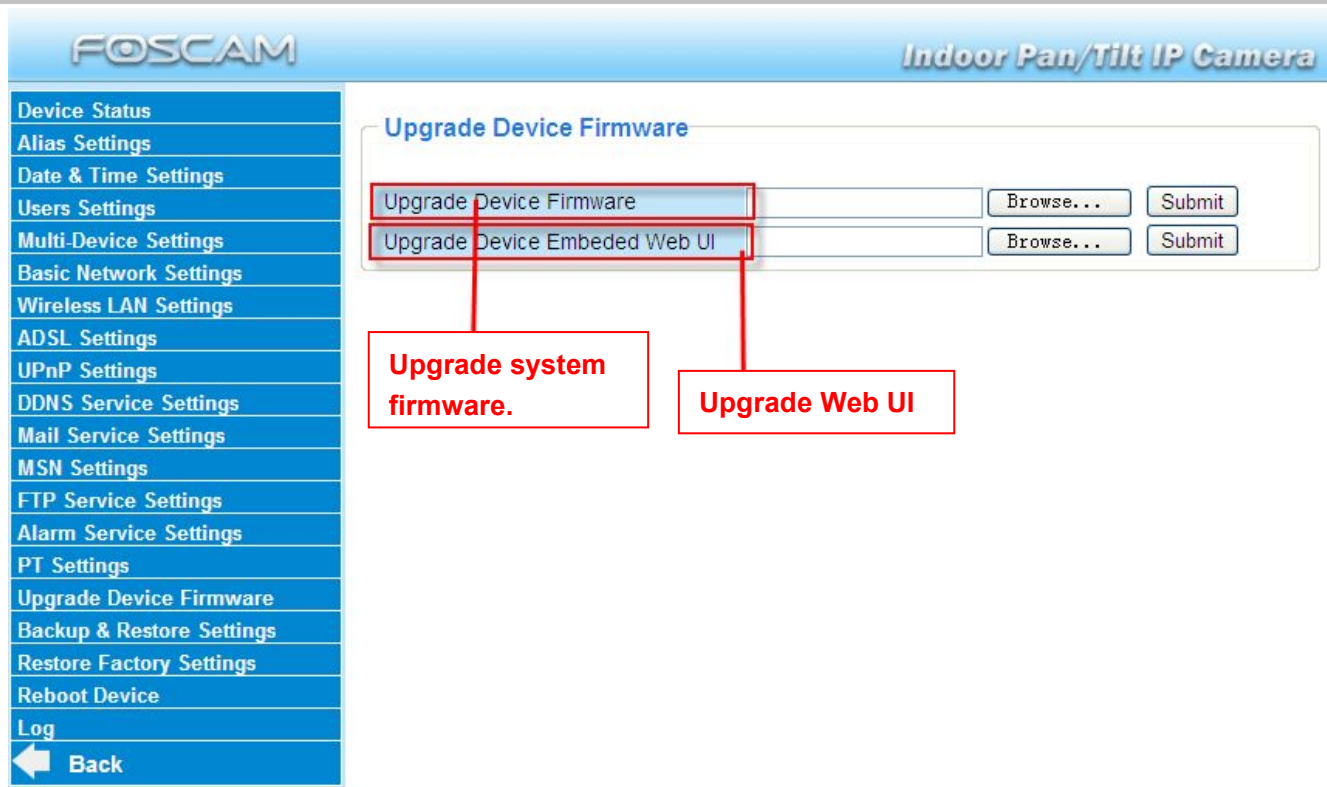 FOSCAM
Indoor Pan/Tilt IP Camera
Device Status
Alias Settings
Date & Time Settings
Users Settings
Multi-Device Settings
Basic Network Settings
Wireless LAN Settings
ADSL Settings
UPnP Settings
DDNS Service Settings
Mail Service Settings
MSN Settings
FTP Service Settings
Alarm Service Settings
PT Settings
Upgrade Device Firmware
Backup & Restore Settings
Restore Factory Settings
Reboot Device
Log
Back
Upgrade Device Firmware
Upgrade Device Firmware Browse... Submit
Upgrade Device Embeded Web UI Browse... Submit
Upgrade system
firmware.
Upgrade Web UI